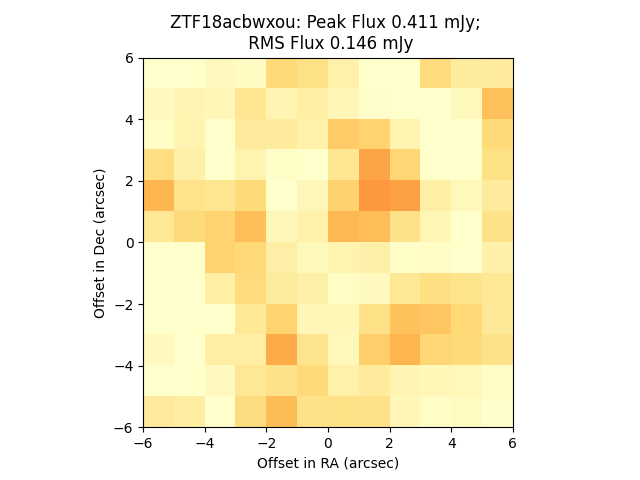 ZTF18acbwxou: Peak Flux 0.411 mJy;
RMS Flux 0.146 mJy
6
4
2
0
−2
−4
−6
Offset in Dec (arcsec)
−6 −4 −2 0 2 4 6
Offset in RA (arcsec)